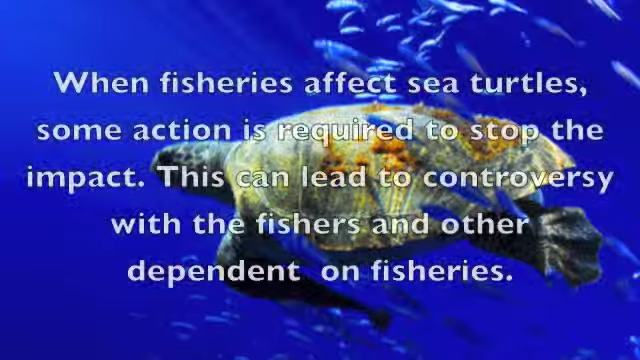 When fisheries affect sea turtles,
some action is required to stop the
impact. This can lead to controversy
with the fishers and other
dependent  on fisheries.